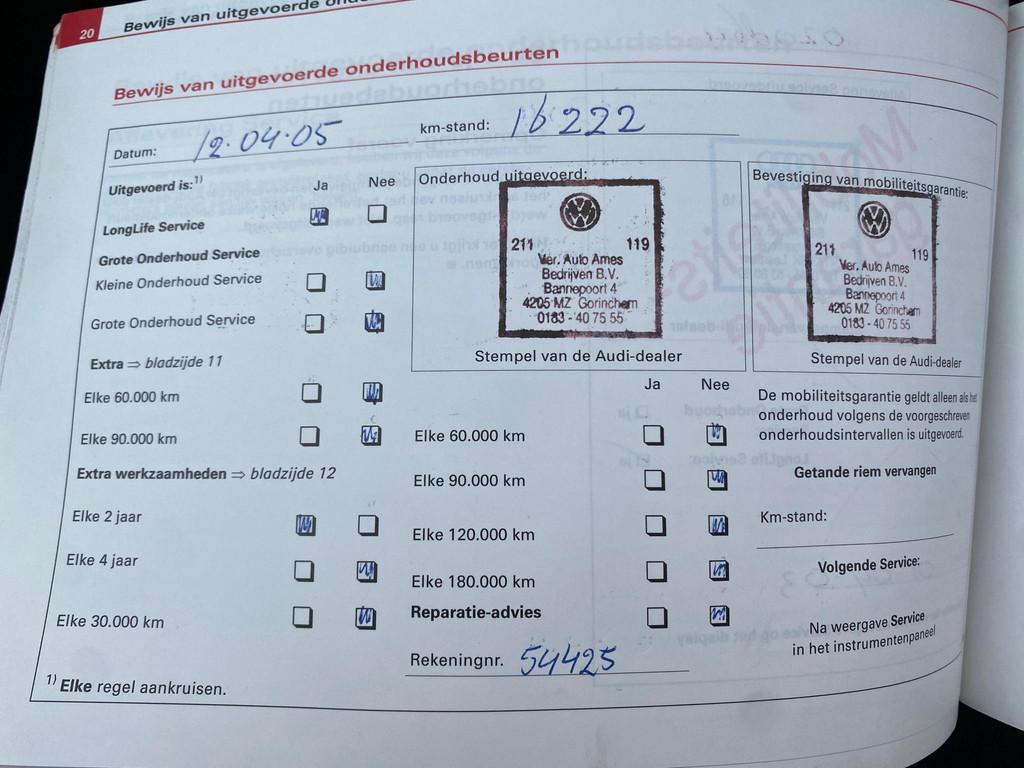 20
Bewijs van uitgevoerde
Bewijs van uitgevoerde onderhoudsbeurten
Datum: 12.04.05
km-stand: 16222
Uitgevoerd is:1)
Ja Nee
LongLife Service
Grote Onderhoud Service
Kleine Onderhoud Service
Grote Onderhoud Service
Extra ⇒ bladzijde 11
Elke 60.000 km
Elke 90.000 km
Extra werkzaamheden ⇒ bladzijde 12
Elke 2 jaar
Elke 4 jaar
Elke 30.000 km
1) Elke regel aankruisen.
Onderhoud uitgevoerd:
211 119
Ver. Auto Ames
Bedrijven B.V.
Bannepoort 4
4205 MZ Gorinchem
0183 - 40 75 55
Stempel van de Audi-dealer
Ja Nee
Elke 60.000 km
Elke 90.000 km
Elke 120.000 km
Elke 180.000 km
Reparatie-advies
Rekeningnr. 54425
Bevestiging van mobiliteitsgarantie:
211 119
Ver. Auto Ames
Bedrijven B.V.
Bannepoort 4
4205 MZ Gorinchem
0183 - 40 75 55
Stempel van de Audi-dealer
De mobiliteitsgarantie geldt alleen als het
onderhoud volgens de voorgeschreven
onderhoudsintervallen is uitgevoerd.
Getande riem vervangen
Km-stand:
Volgende Service:
Na weergave Service
in het instrumentenpaneel